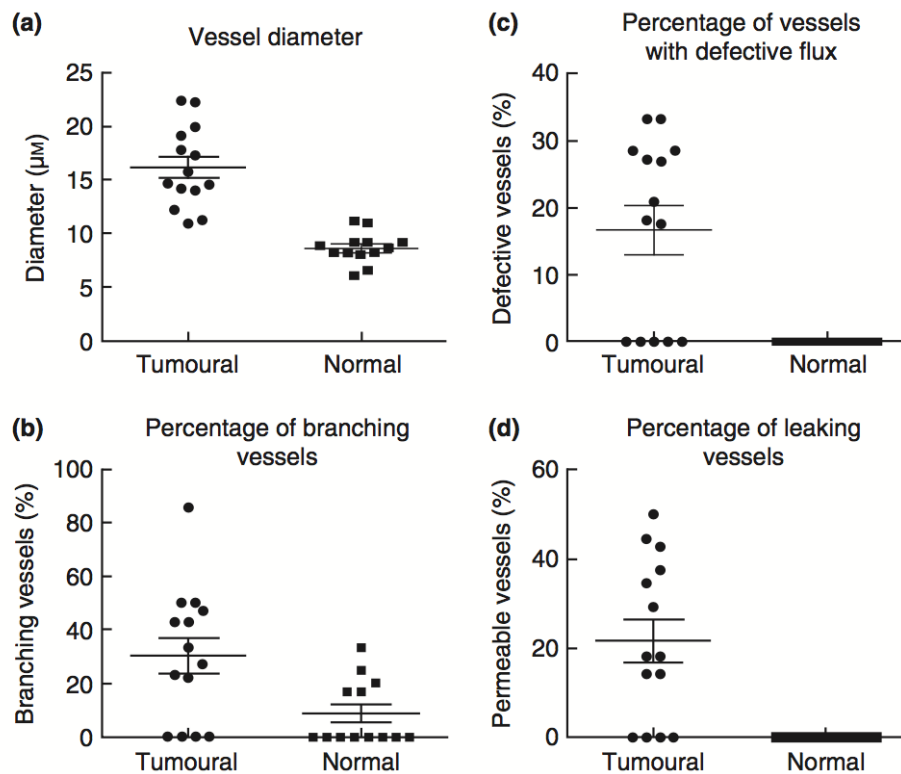 (a)
Vessel diameter
Diameter (μM)
25
20
15
10
5
0
Tumoural
Normal
(c)
Percentage of vessels
with defective flux
Defective vessels (%)
40
30
20
10
0
Tumoural
Normal
(b)
Percentage of branching
vessels
Branching vessels (%)
100
80
60
40
20
0
Tumoural
Normal
(d)
Percentage of leaking
vessels
Permeable vessels (%)
60
40
20
0
Tumoural
Normal